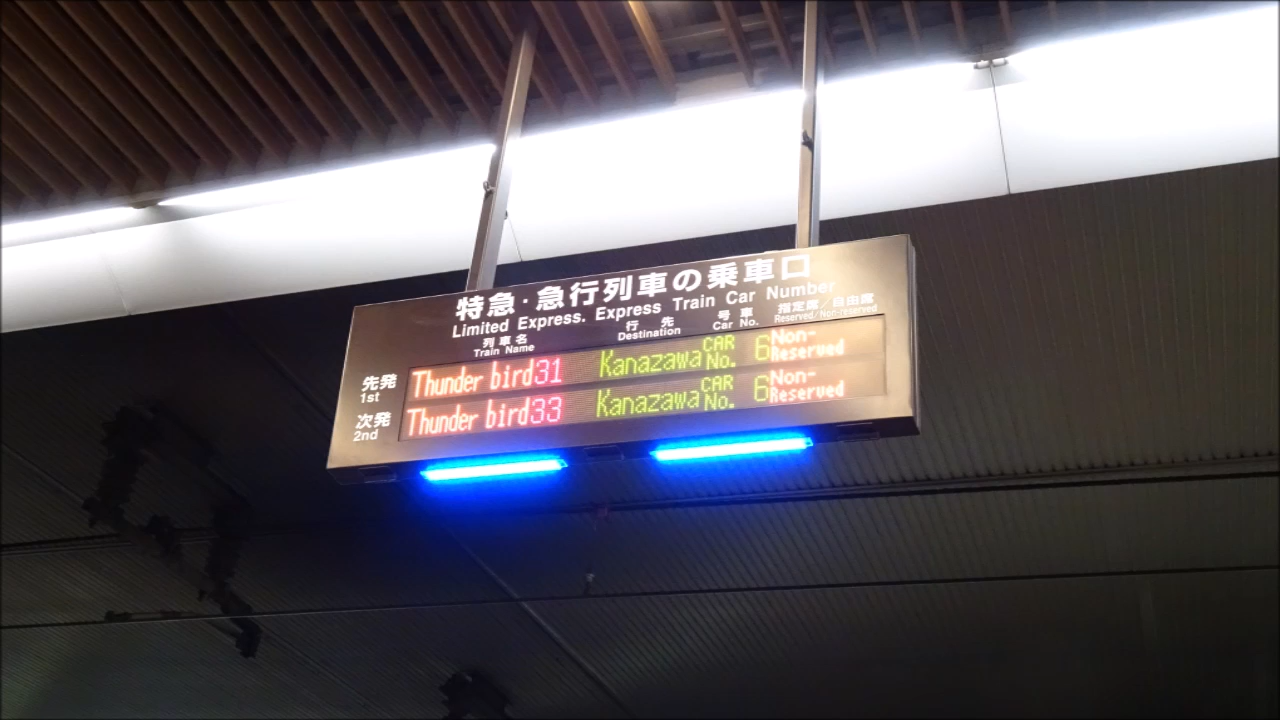 特急・急行列車の乗車口
Limited Express. Express Train Car Number
列車名 行先 号車 指定席/自由席
Train Name Destination Car No. Reserved/Non-reserved
先発 1st Thunder bird31 Kanazawa CAR No. 6 Non-Reserved
次発 2nd Thunder bird33 Kanazawa CAR No. 6 Non-Reserved